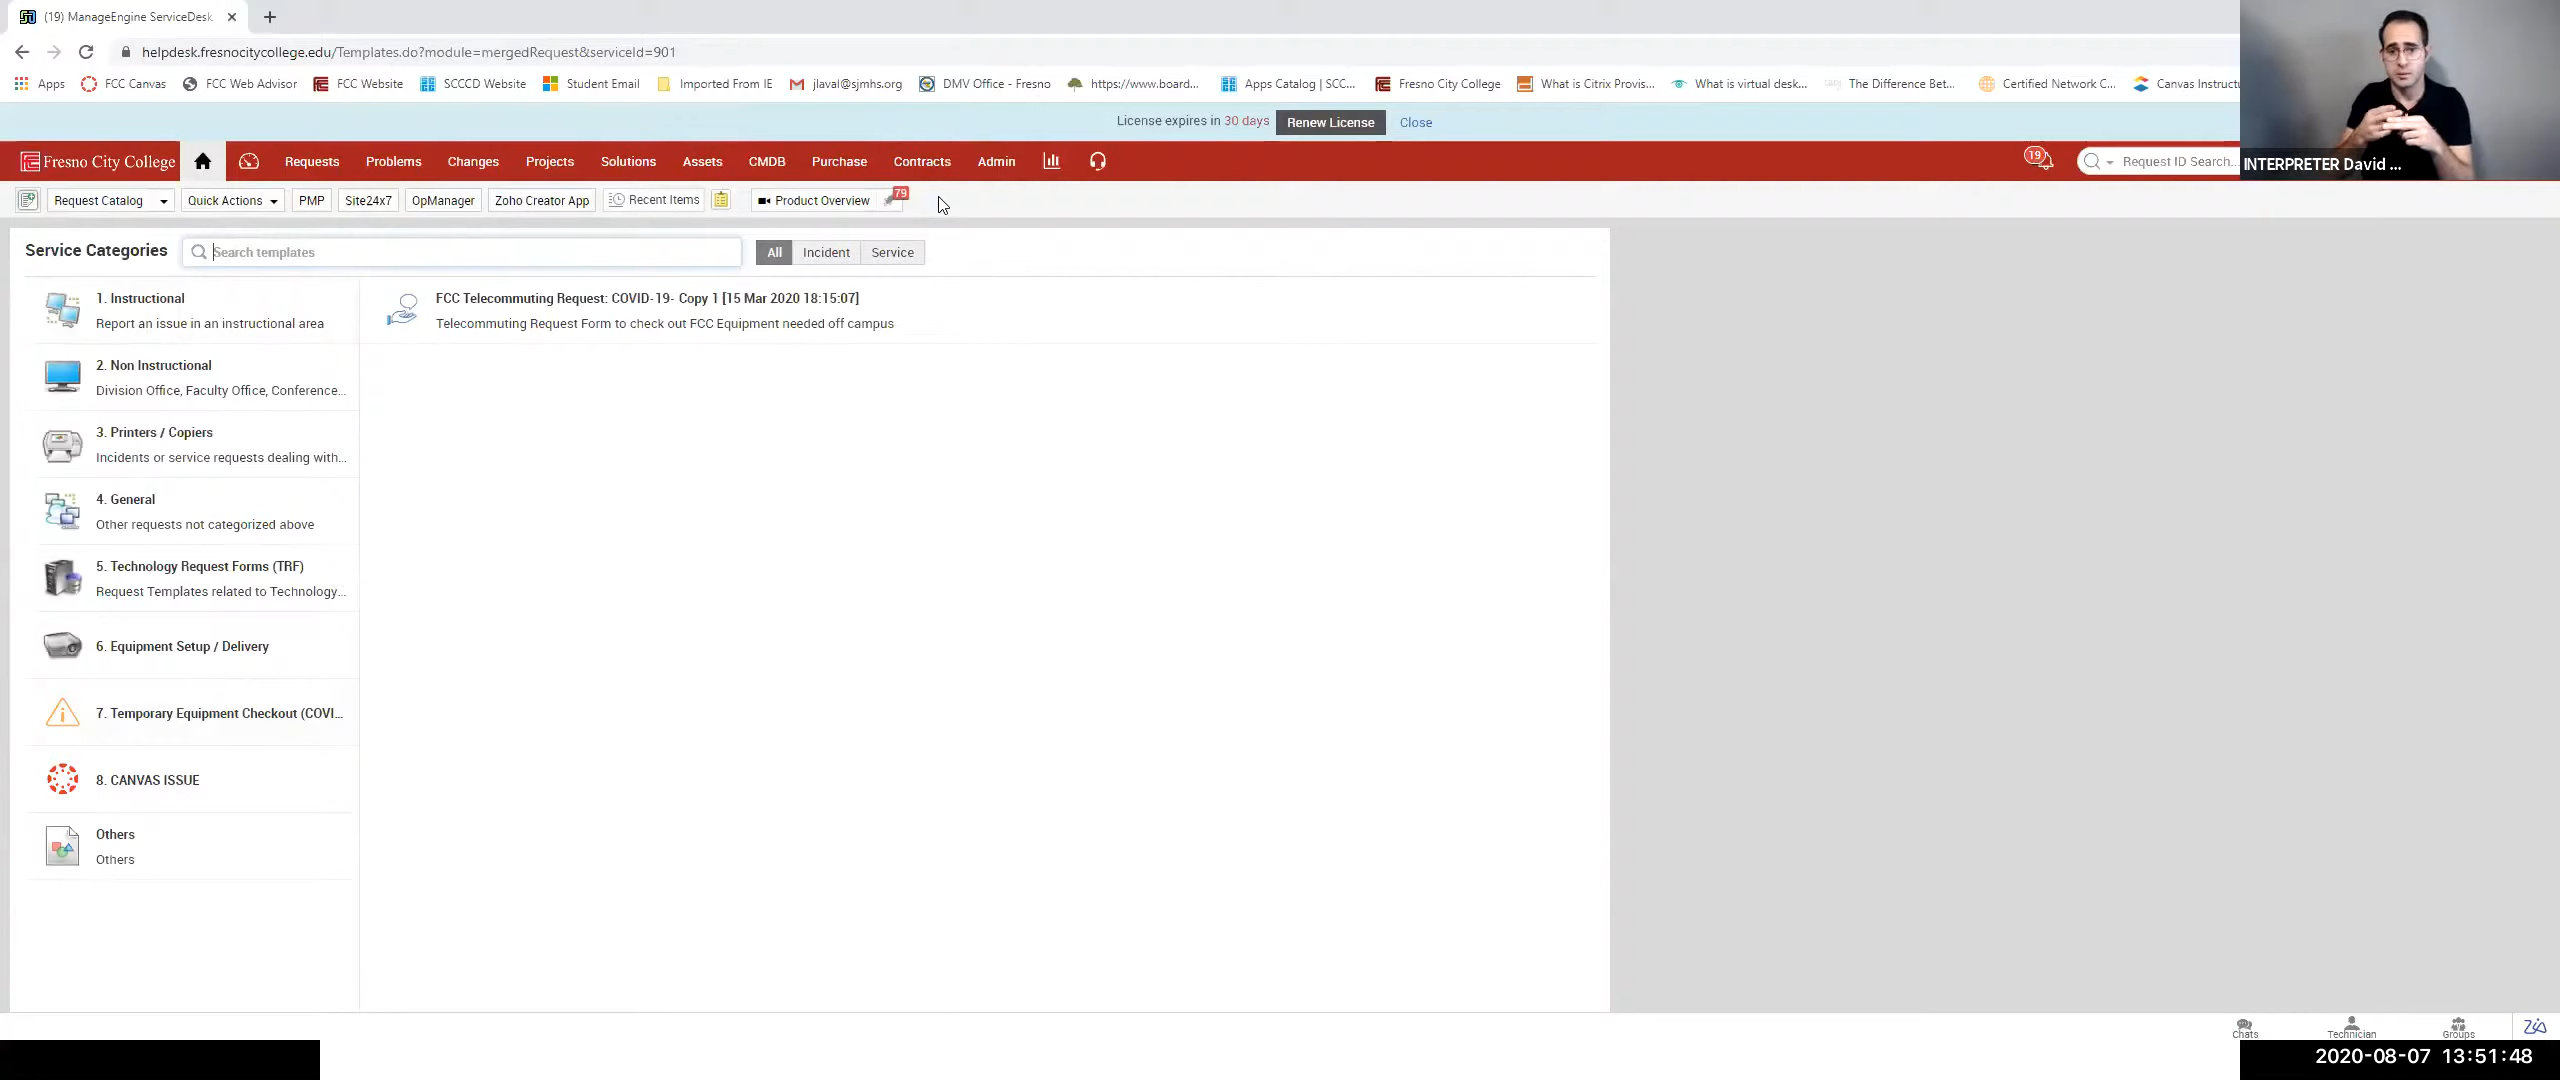 (19) ManageEngine ServiceDesk
helpdesk.fresnocitycollege.edu/Templates.do?module=mergedRequest&serviceId=901
Apps FCC Canvas FCC Web Advisor FCC Website SCCCD Website Student Email Imported From IE jlaval@sjmhs.org DMV Office - Fresno https://www.board... Apps Catalog | SCC... Fresno City College What is Citrix Provis... What is virtual desk... The Difference Bet... Certified Network C... Canvas Instructu
License expires in 30 days Renew License Close
Fresno City College Requests Problems Changes Projects Solutions Assets CMDB Purchase Contracts Admin 19 Request ID Search...
INTERPRETER David ...
Request Catalog Quick Actions PMP Site24x7 OpManager Zoho Creator App Recent Items Product Overview 79
Service Categories Search templates All Incident Service
1. Instructional
Report an issue in an instructional area
FCC Telecommuting Request: COVID-19- Copy 1 [15 Mar 2020 18:15:07]
Telecommuting Request Form to check out FCC Equipment needed off campus
2. Non Instructional
Division Office, Faculty Office, Conference...
3. Printers / Copiers
Incidents or service requests dealing with...
4. General
Other requests not categorized above
5. Technology Request Forms (TRF)
Request Templates related to Technology...
6. Equipment Setup / Delivery
7. Temporary Equipment Checkout (COVI...
8. CANVAS ISSUE
Others
Others
Chats Technician Groups Zia
2020-08-07 13:51:48